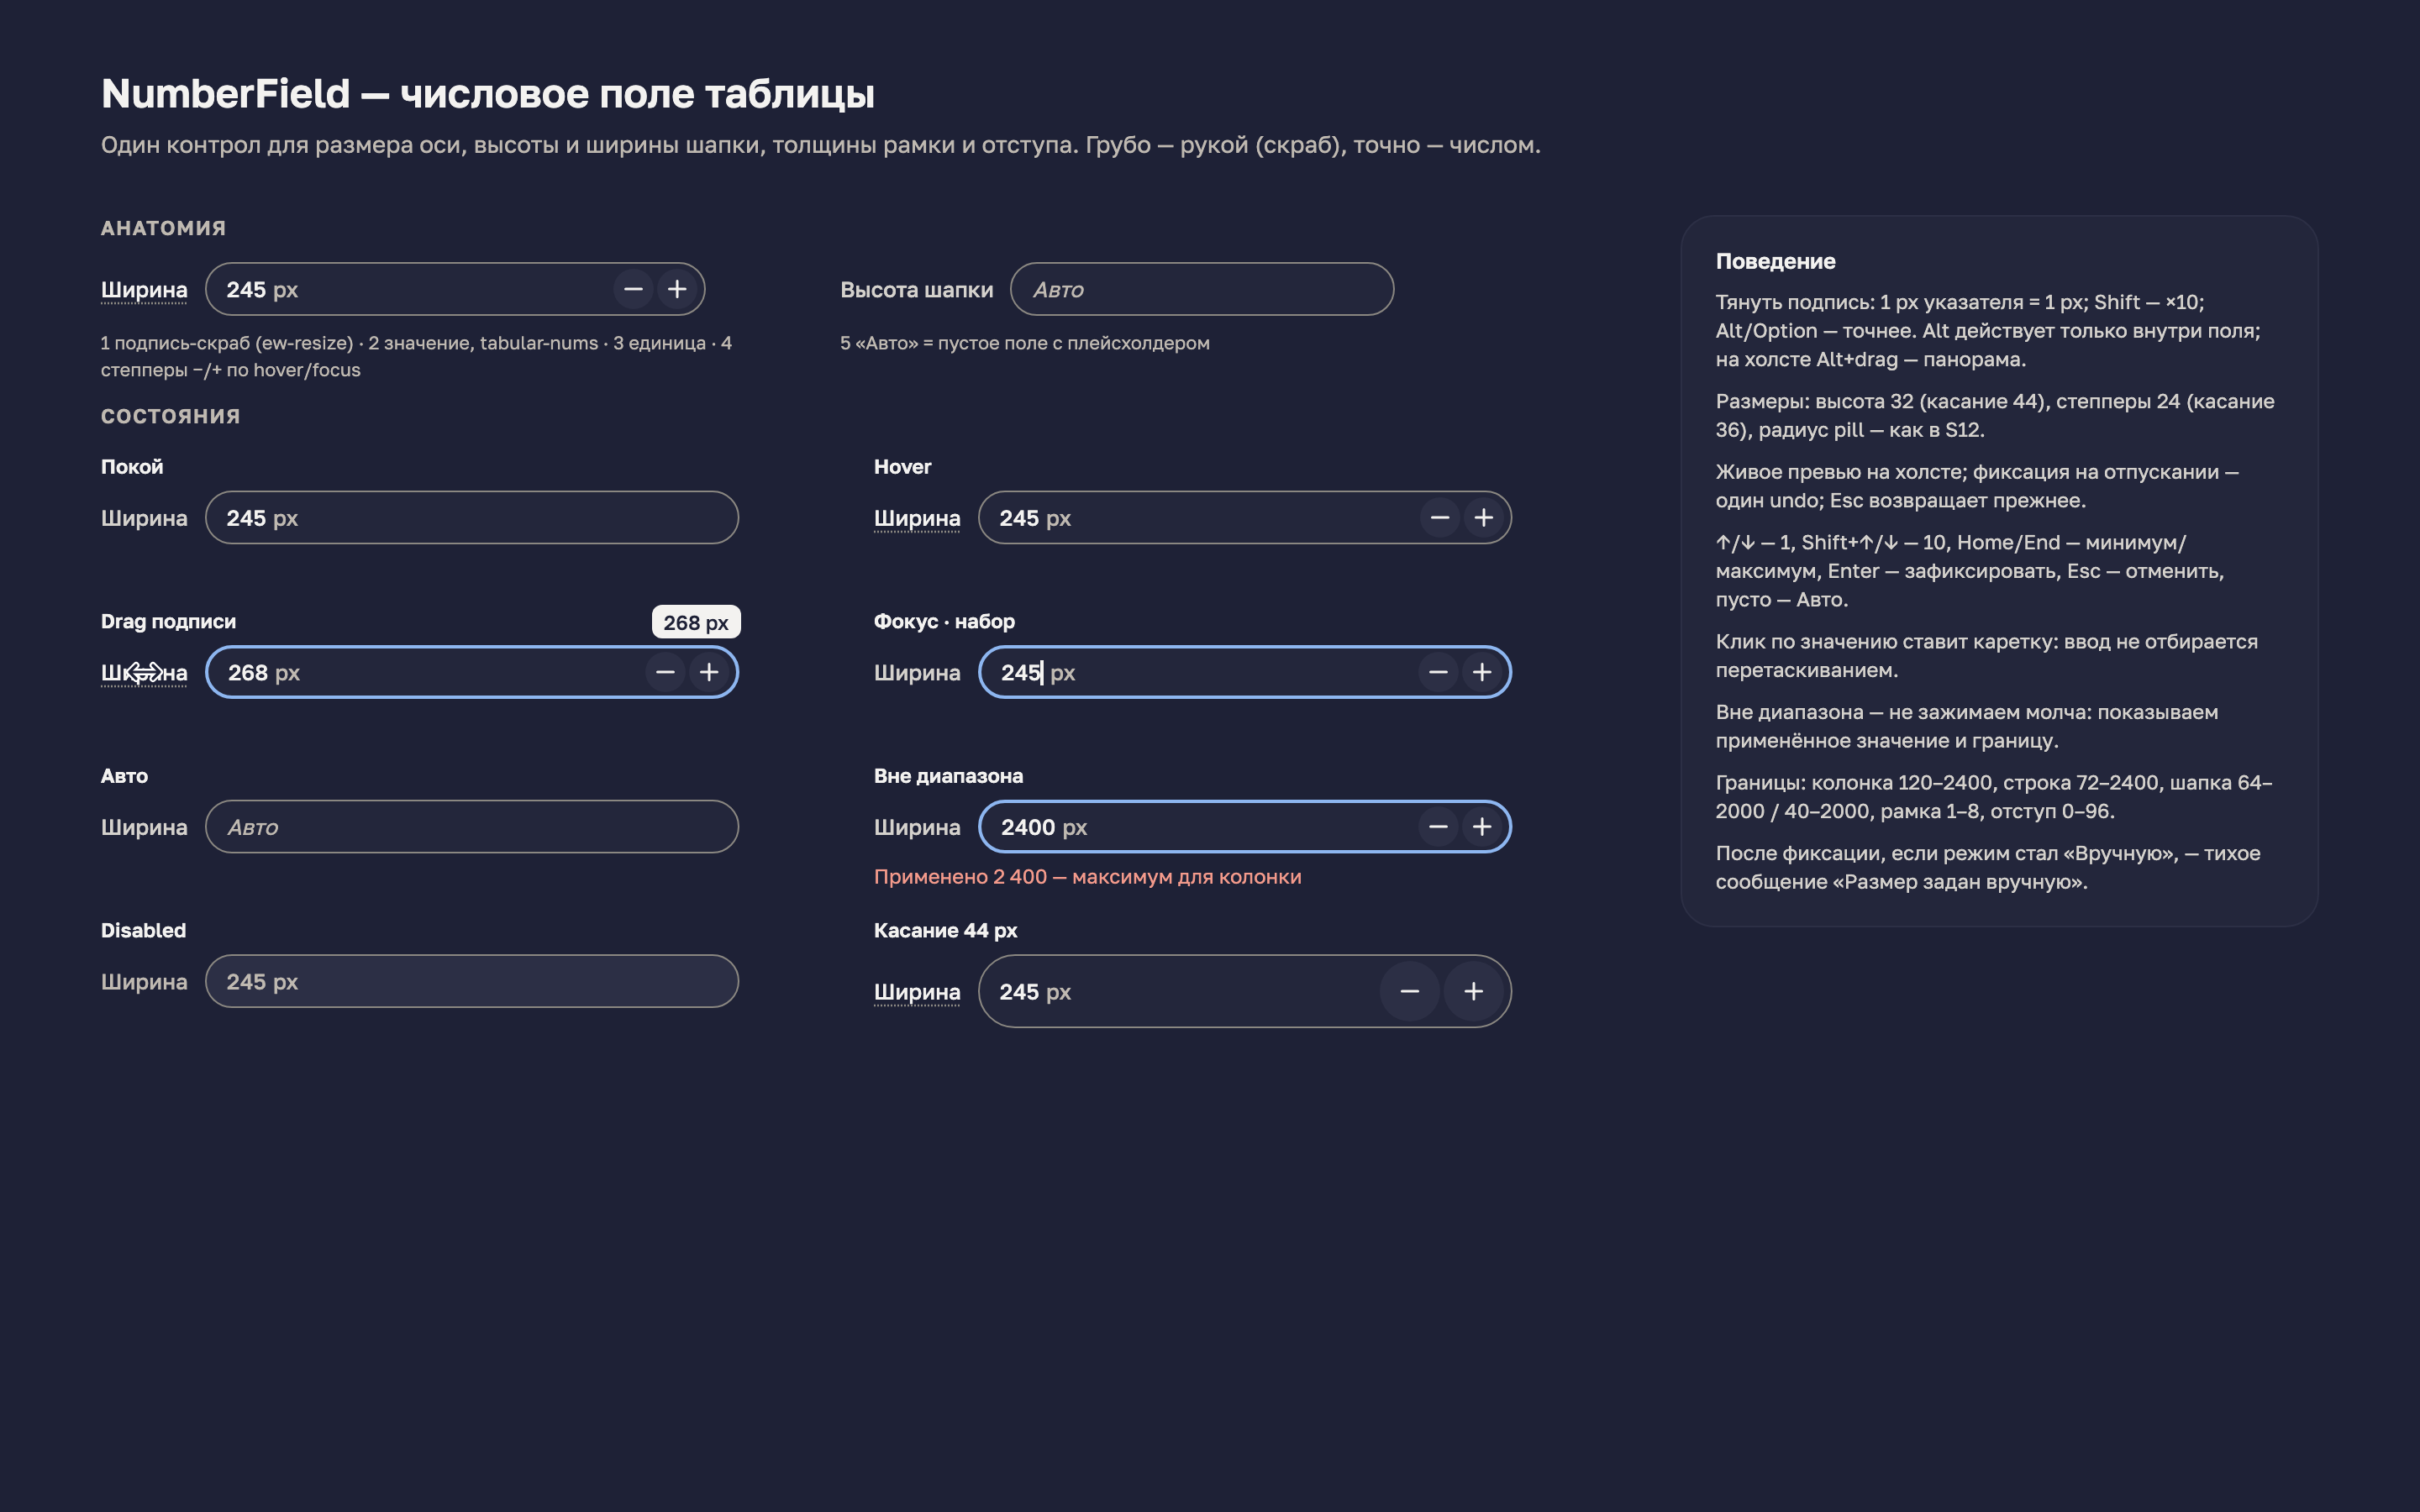 NumberField — числовое поле таблицы
Один контрол для размера оси, высоты и ширины шапки, толщины рамки и отступа. Грубо — рукой (скраб), точно — числом.
АНАТОМИЯ
Ширина 245 px − +
Высота шапки Авто
1 подпись-скраб (ew-resize) · 2 значение, tabular-nums · 3 единица · 4
степперы −/+ по hover/focus
5 «Авто» = пустое поле с плейсхолдером
СОСТОЯНИЯ
Покой
Ширина 245 px
Hover
Ширина 245 px − +
Drag подписи
268 px
268 px − +
Фокус · набор
Ширина 245 px − +
Авто
Ширина Авто
Вне диапазона
Ширина 2400 px − +
Применено 2 400 — максимум для колонки
Disabled
Ширина 245 px
Касание 44 px
Ширина 245 px − +
Поведение
Тянуть подпись: 1 px указателя = 1 px; Shift — ×10;
Alt/Option — точнее. Alt действует только внутри поля;
на холсте Alt+drag — панорама.
Размеры: высота 32 (касание 44), степперы 24 (касание
36), радиус pill — как в S12.
Живое превью на холсте; фиксация на отпускании —
один undo; Esc возвращает прежнее.
↑/↓ — 1, Shift+↑/↓ — 10, Home/End — минимум/
максимум, Enter — зафиксировать, Esc — отменить,
пусто — Авто.
Клик по значению ставит каретку: ввод не отбирается
перетаскиванием.
Вне диапазона — не зажимаем молча: показываем
применённое значение и границу.
Границы: колонка 120–2400, строка 72–2400, шапка 64–
2000 / 40–2000, рамка 1–8, отступ 0–96.
После фиксации, если режим стал «Вручную», — тихое
сообщение «Размер задан вручную».